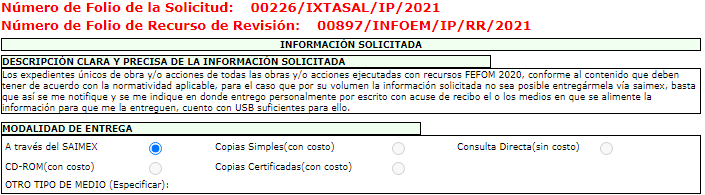 Número de Folio de la Solicitud: 00226/IXTASAL/IP/2021
Número de Folio de Recurso de Revisión: 00897/INFOEM/IP/RR/2021
INFORMACIÓN SOLICITADA
DESCRIPCIÓN CLARA Y PRECISA DE LA INFORMACIÓN SOLICITADA
Los expedientes únicos de obra y/o acciones de todas las obras y/o acciones ejecutadas con recursos FEFOM 2020, conforme al contenido que deben
tener de acuerdo con la normatividad aplicable, para el caso que por su volumen la información solicitada no sea posible entregármela vía saimex, basta
que así se me notifique y se me indique en donde entrego personalmente por escrito con acuse de recibo el o los medios en que se alimente la
información para que me la entreguen, cuento con USB suficientes para ello.
MODALIDAD DE ENTREGA
A través del SAIMEX Copias Simples(con costo) Consulta Directa(sin costo)
CD-ROM(con costo) Copias Certificadas(con costo)
OTRO TIPO DE MEDIO (Especificar):